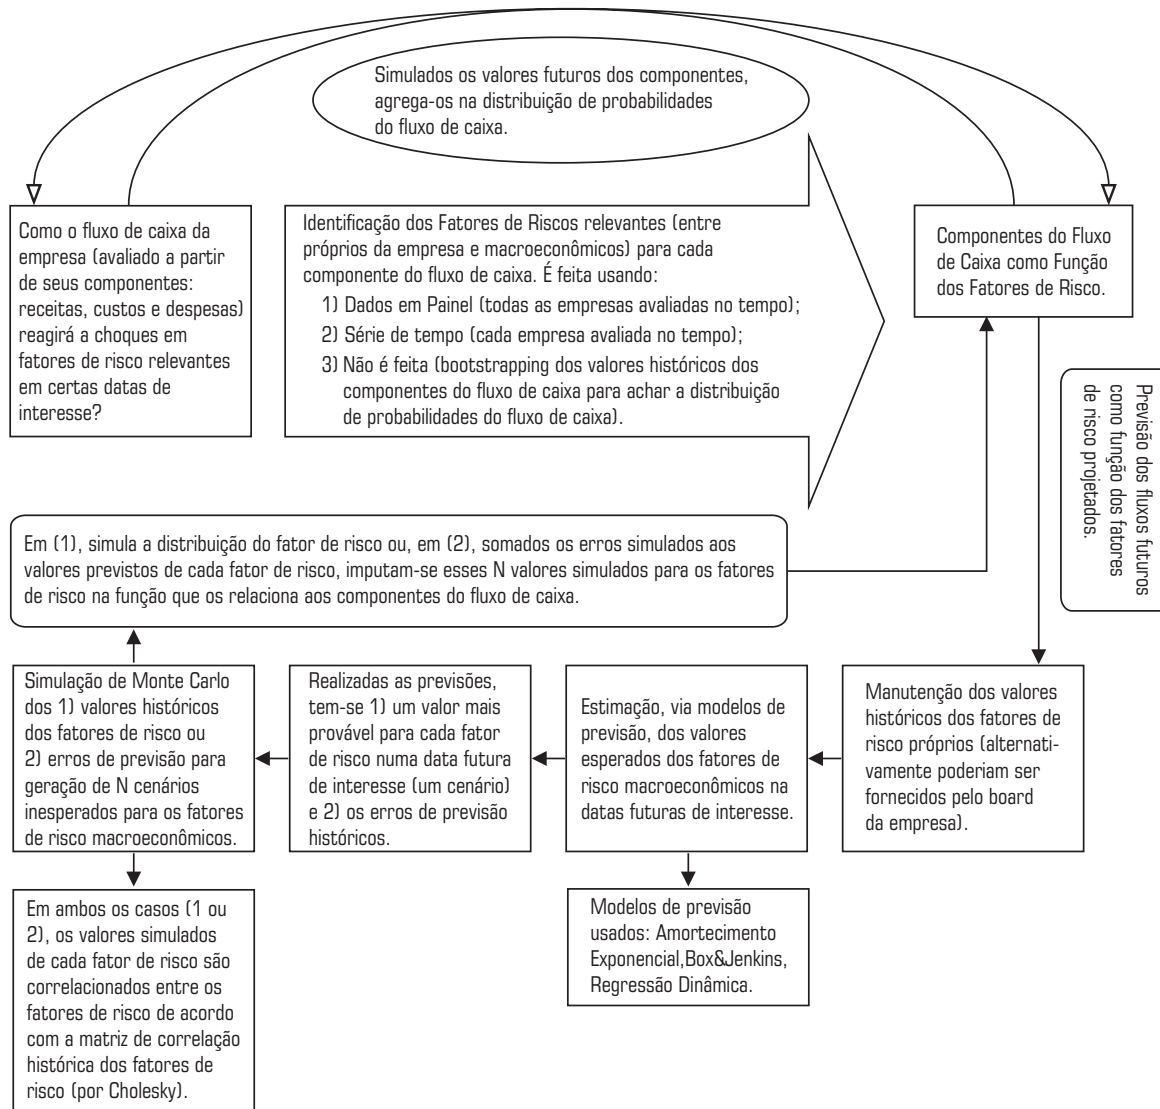 Simulados os valores futuros dos componentes,
agrega-os na distribuição de probabilidades
do fluxo de caixa.
Como o fluxo de caixa da
empresa (avaliado a partir
de seus componentes:
receitas, custos e despesas)
reagirá a choques em
fatores de risco relevantes
em certas datas de
interesse?
Identificação dos Fatores de Riscos relevantes (entre
próprios da empresa e macroeconômicos) para cada
componente do fluxo de caixa. É feita usando:
1) Dados em Painel (todas as empresas avaliadas no tempo);
2) Série de tempo (cada empresa avaliada no tempo);
3) Não é feita (bootstrapping dos valores históricos dos
componentes do fluxo de caixa para achar a distribuição
de probabilidades do fluxo de caixa).
Componentes do Fluxo
de Caixa como Função
dos Fatores de Risco.
Previsão dos fluxos futuros
como função dos fatores
de risco projetados.
Em (1), simula a distribuição do fator de risco ou, em (2), somados os erros simulados aos
valores previstos de cada fator de risco, imputam-se esses N valores simulados para os fatores
de risco na função que os relaciona aos componentes do fluxo de caixa.
Simulação de Monte Carlo
dos 1) valores históricos
dos fatores de risco ou
2) erros de previsão para
geração de N cenários
inesperados para os fatores
de risco macroeconômicos.
Realizadas as previsões,
tem-se 1) um valor mais
provável para cada fator
de risco numa data futura
de interesse (um cenário)
e 2) os erros de previsão
históricos.
Estimação, via modelos de
previsão, dos valores
esperados dos fatores de
risco macroeconômicos na
datas futuras de interesse.
Manutenção dos valores
históricos dos fatores de
risco próprios (alternati-
vamente poderiam ser
fornecidos pelo board
da empresa).
Em ambos os casos (1 ou
2), os valores simulados
de cada fator de risco são
correlacionados entre os
fatores de risco de acordo
com a matriz de correlação
histórica dos fatores de
risco (por Cholesky).
Modelos de previsão
usados: Amortecimento
Exponencial,Box&Jenkins,
Regressão Dinâmica.